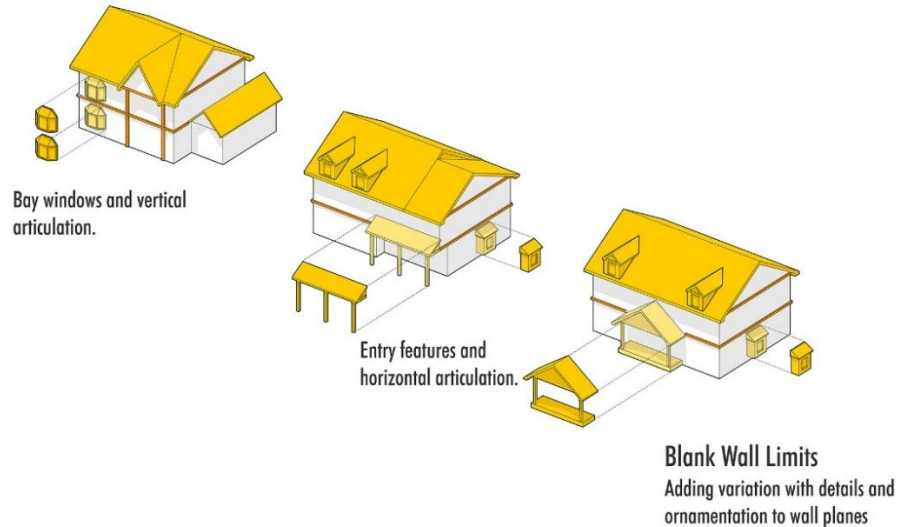 Bay windows and vertical
articulation.
Entry features and
horizontal articulation.
Blank Wall Limits
Adding variation with details and
ornamentation to wall planes